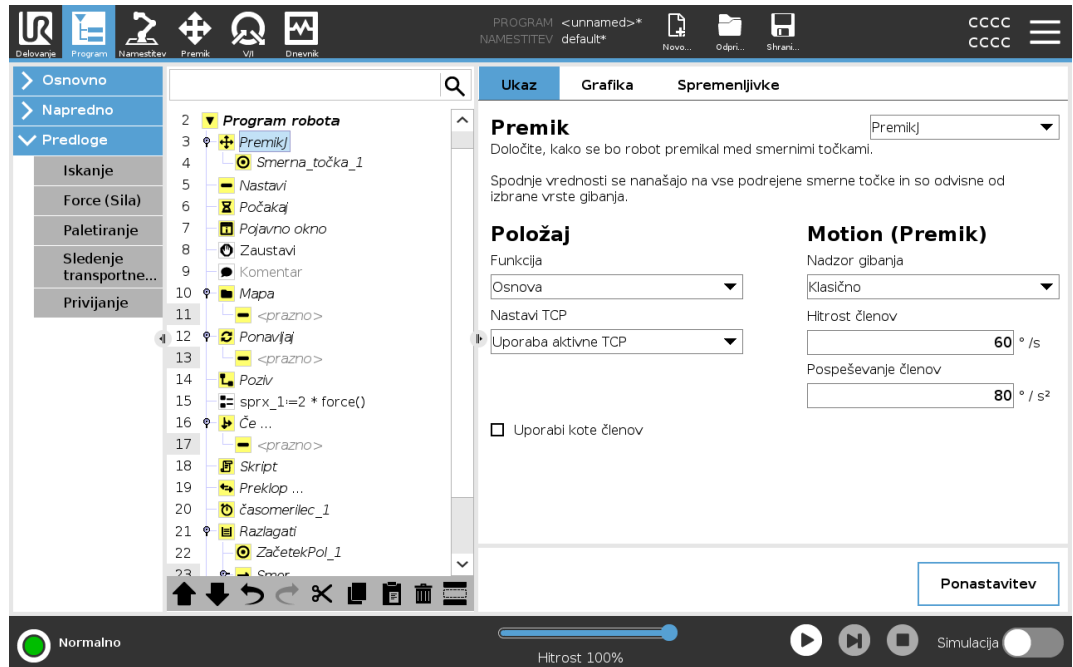 UR
Delovanje
Program
Namestitev
Premik
V/I
Dnevnik
PROGRAM <unnamed>*
NAMESTITEV default*
Novo...
Odpri...
Shrani...
CCCC
CCCC
Osnovno
Napredno
Predloge
Iskanje
Force (Sila)
Paletiranje
Sledenje
transportne...
Privijanje
2 Program robota
3 PremikJ
4 Smerna_točka_1
5 Nastavi
6 Počakaj
7 Pojavno okno
8 Zaustavi
9 Komentar
10 Mapa
11 <prazno>
12 Ponavljaj
13 <prazno>
14 Poziv
15 sprx_1:=2 * force()
16 Če ...
17 <prazno>
18 Skript
19 Preklop ...
20 časomerilec_1
21 Razlagati
22 ZačetekPol_1
23 Smer
Ukaz
Grafika
Spremenljivke
Premik
PremikJ
Določite, kako se bo robot premikal med smernimi točkami.
Spodnje vrednosti se nanašajo na vse podrejene smerne točke in so odvisne od
izbrane vrste gibanja.
Položaj
Funkcija
Osnova
Nastavi TCP
Uporaba aktivne TCP
Uporabi kote členov
Motion (Premik)
Nadzor gibanja
Klasično
Hitrost členov
60 °/s
Pospeševanje členov
80 °/ s²
Ponastavitev
Normalno
Hitrost 100%
Simulacija